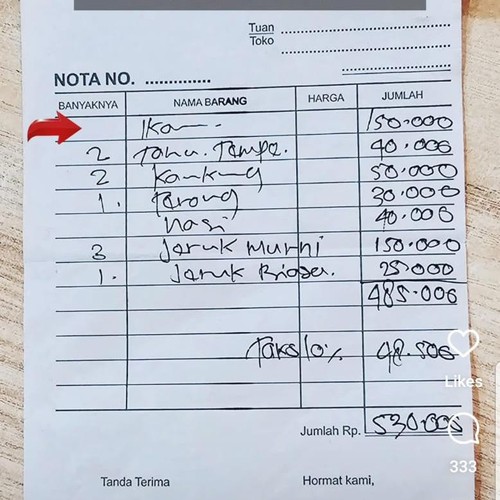 Tuan ...............................
Toko ...............................
...............................
NOTA NO. ..............
BANYAKNYA NAMA BARANG HARGA JUMLAH
Ikan 150.000
2 Tahu. Tempe. 40.000
2 Kankung 50.000
1. Terong 30.000
Nasi 40.000
3 Jeruk Murni 150.000
1. Jeruk Biasa. 25.000
485.000
Taks 10% 48.500
Jumlah Rp. 530.000
Tanda Terima Hormat kami,
Likes
333